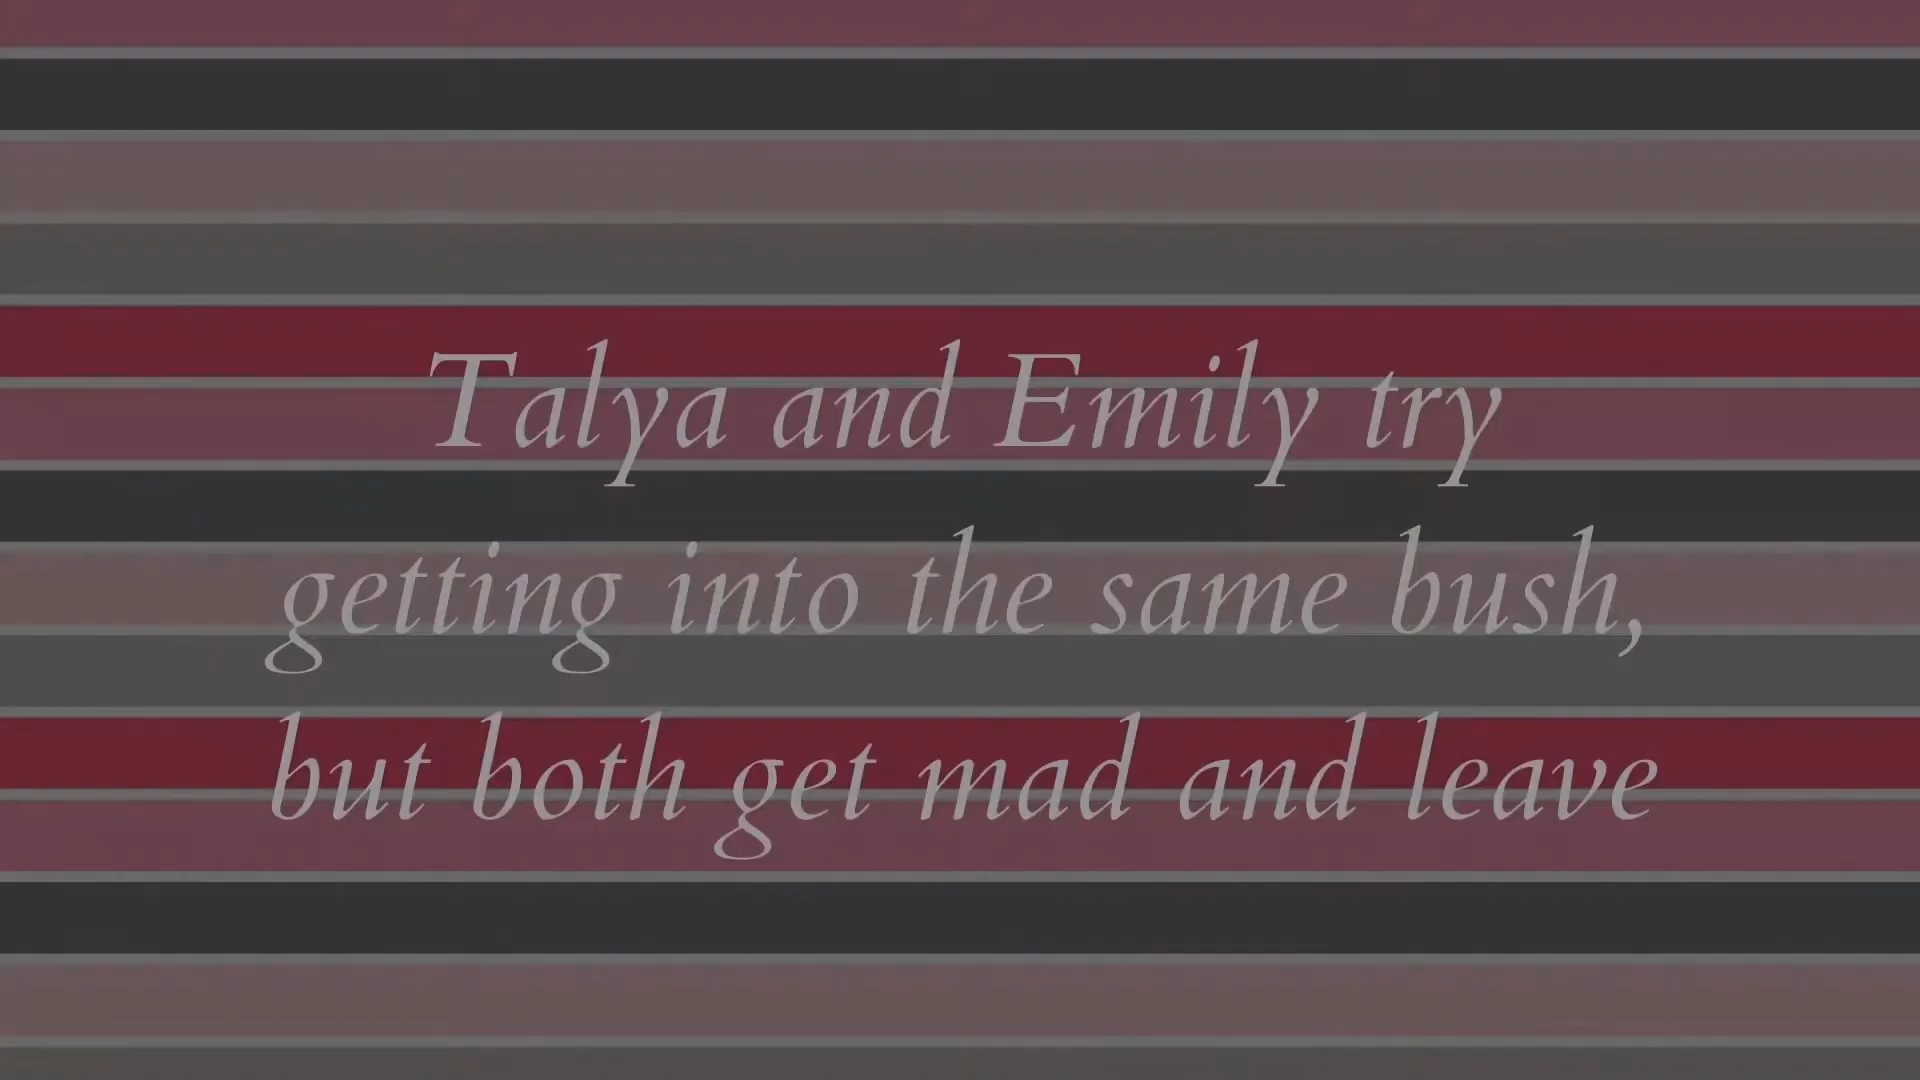 Talya and Emily try
getting into the same bush,
but both get mad and leave